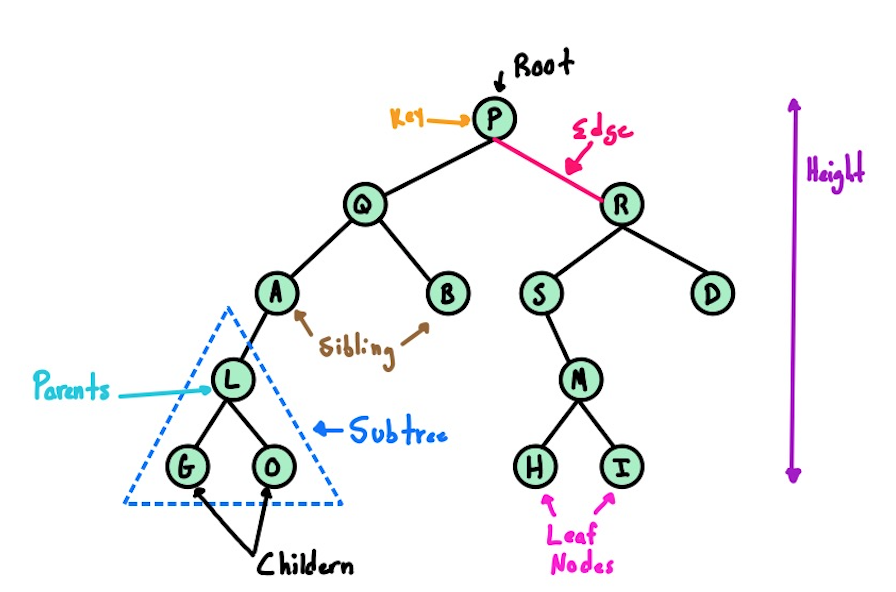 Root
Key
P
Edge
Height
Q
R
A
B
S
D
Sibling
Parents
L
M
Subtree
G
O
H
I
Leaf
Nodes
Childern